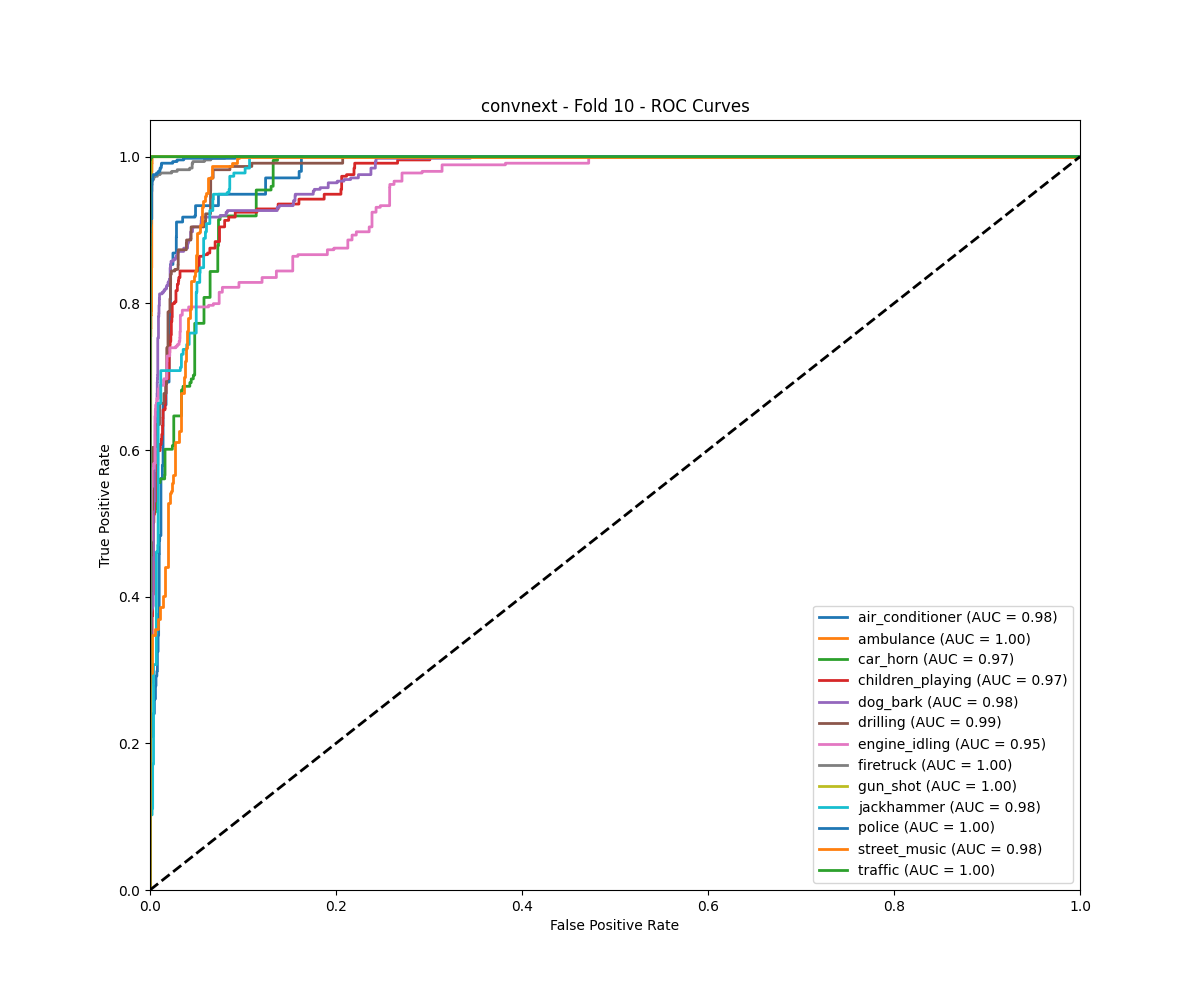 convnext - Fold 10 - ROC Curves
1.0
0.8
0.6
0.4
0.2
0.0
True Positive Rate
air_conditioner (AUC = 0.98)
ambulance (AUC = 1.00)
car_horn (AUC = 0.97)
children_playing (AUC = 0.97)
dog_bark (AUC = 0.98)
drilling (AUC = 0.99)
engine_idling (AUC = 0.95)
firetruck (AUC = 1.00)
gun_shot (AUC = 1.00)
jackhammer (AUC = 0.98)
police (AUC = 1.00)
street_music (AUC = 0.98)
traffic (AUC = 1.00)
0.0 0.2 0.4 0.6 0.8 1.0
False Positive Rate